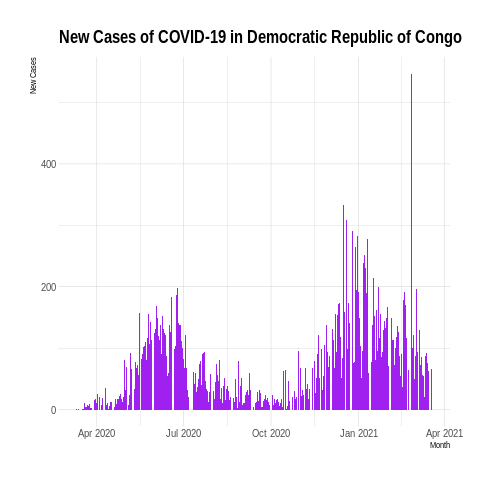 New Cases of COVID-19 in Democratic Republic of Congo
New Cases
400
200
0
Apr 2020 Jul 2020 Oct 2020 Jan 2021 Apr 2021
Month